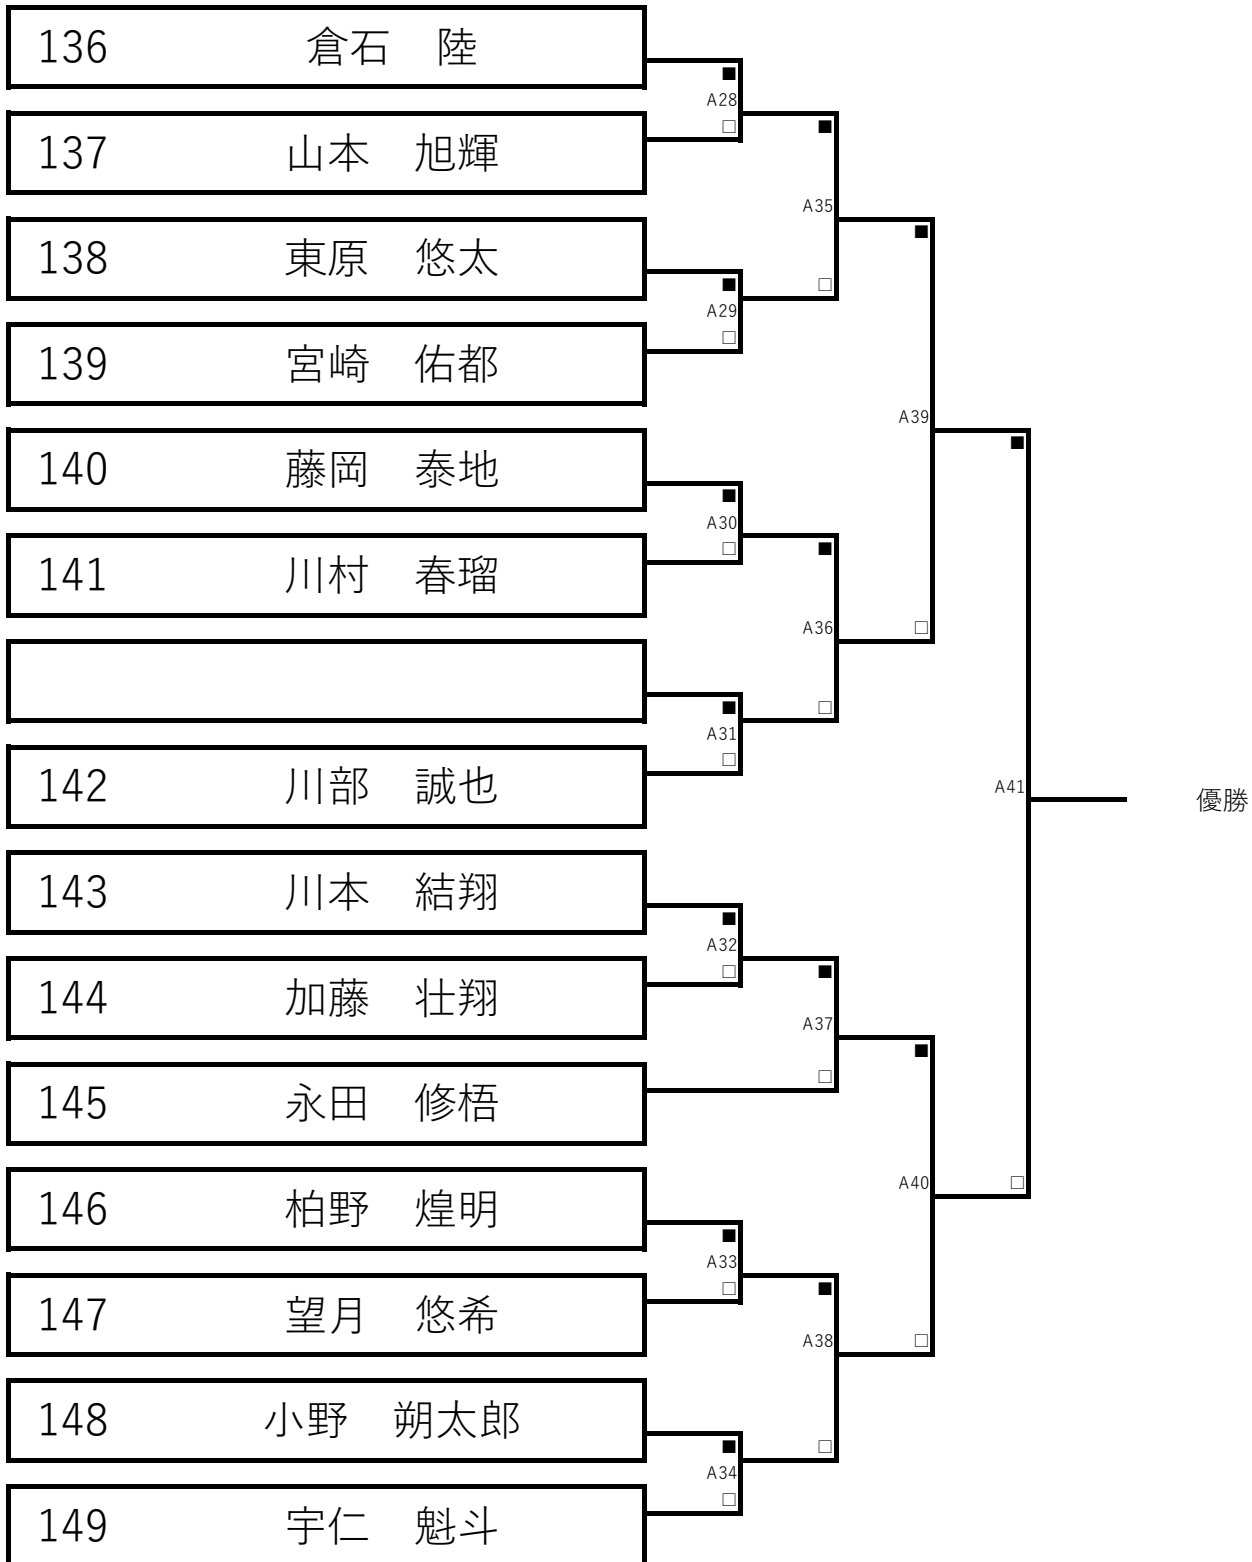 136 倉石 陸
■
A28
137 山本 旭輝
□
■
A35
138 東原 悠太
■
■
□
A29
139 宮崎 佑都
□
A39
140 藤岡 泰地
■
■
A30
141 川村 春瑠
□
■
A36
□
■
□
A31
142 川部 誠也
□
A41
優勝
143 川本 結翔
■
A32
144 加藤 壮翔
□
■
A37
145 永田 修梧
■
□
146 柏野 煌明
A40
□
■
A33
147 望月 悠希
□
■
A38
□
148 小野 朔太郎
■
□
A34
149 宇仁 魁斗
□